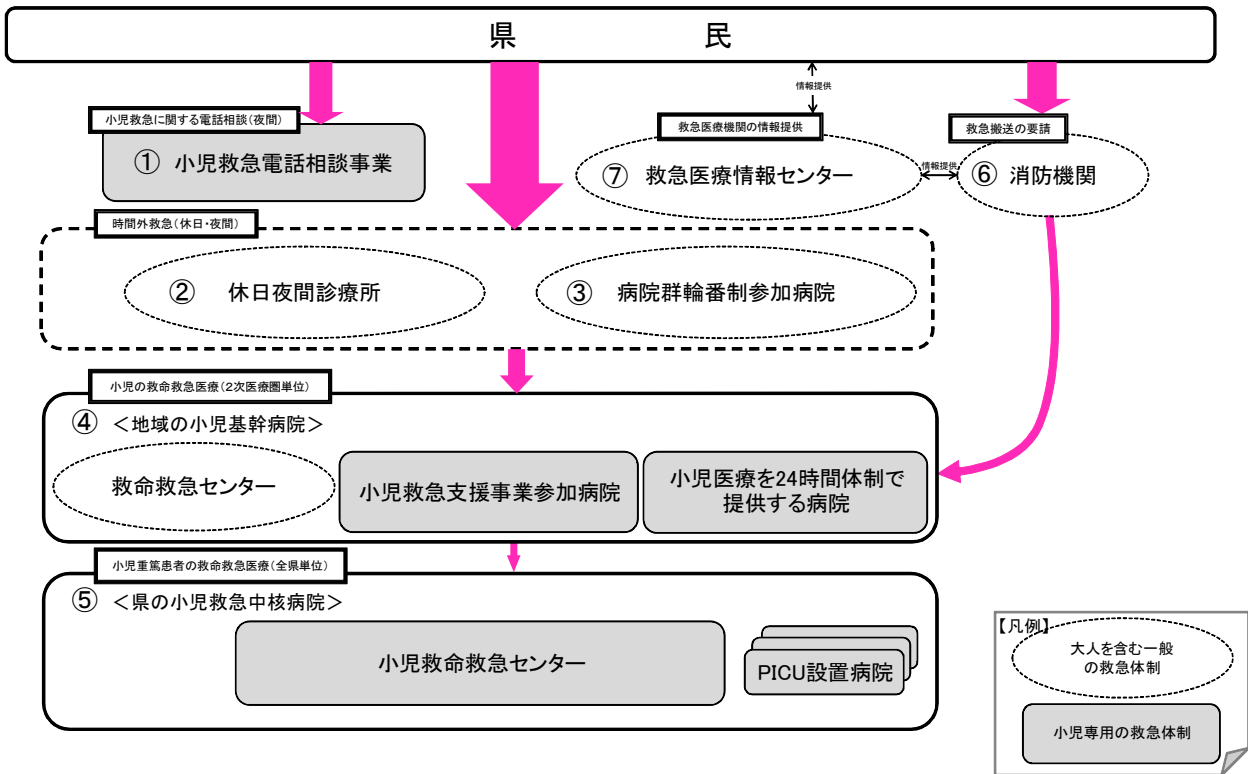 県 民
情報提供
小児救急に関する電話相談(夜間)
① 小児救急電話相談事業
救急医療機関の情報提供
⑦ 救急医療情報センター
情報提供
救急搬送の要請
⑥ 消防機関
時間外救急(休日・夜間)
② 休日夜間診療所
③ 病院群輪番制参加病院
小児の救命救急医療(2次医療圏単位)
④ <地域の小児基幹病院>
救命救急センター
小児救急支援事業参加病院
小児医療を24時間体制で
提供する病院
小児重篤患者の救命救急医療(全県単位)
⑤ <県の小児救急中核病院>
小児救命救急センター
PICU設置病院
【凡例】
大人を含む一般
の救急体制
小児専用の救急体制